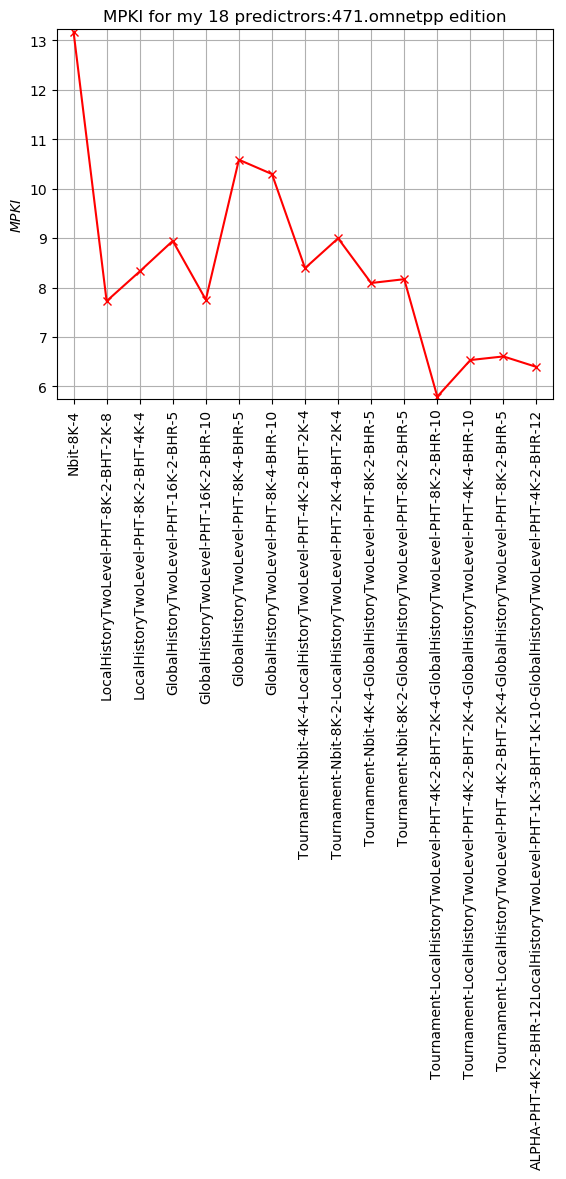 MPKI for my 18 predictrors:471.omnetpp edition
MPKI
13
12
11
10
9
8
7
6
Nbit-8K-4
LocalHistoryTwoLevel-PHT-8K-2-BHT-2K-8
LocalHistoryTwoLevel-PHT-8K-2-BHT-4K-4
GlobalHistoryTwoLevel-PHT-16K-2-BHR-5
GlobalHistoryTwoLevel-PHT-16K-2-BHR-10
GlobalHistoryTwoLevel-PHT-8K-4-BHR-5
GlobalHistoryTwoLevel-PHT-8K-4-BHR-10
Tournament-Nbit-4K-4-LocalHistoryTwoLevel-PHT-4K-2-BHT-2K-4
Tournament-Nbit-8K-2-LocalHistoryTwoLevel-PHT-2K-4-BHT-2K-4
Tournament-Nbit-4K-4-GlobalHistoryTwoLevel-PHT-8K-2-BHR-5
Tournament-Nbit-8K-2-GlobalHistoryTwoLevel-PHT-8K-2-BHR-5
Tournament-LocalHistoryTwoLevel-PHT-4K-2-BHT-2K-4-GlobalHistoryTwoLevel-PHT-8K-2-BHR-10
Tournament-LocalHistoryTwoLevel-PHT-4K-2-BHT-2K-4-GlobalHistoryTwoLevel-PHT-4K-4-BHR-10
Tournament-LocalHistoryTwoLevel-PHT-4K-2-BHT-2K-4-GlobalHistoryTwoLevel-PHT-8K-2-BHR-5
ALPHA-PHT-4K-2-BHR-12LocalHistoryTwoLevel-PHT-1K-3-BHT-1K-10-GlobalHistoryTwoLevel-PHT-4K-2-BHR-12